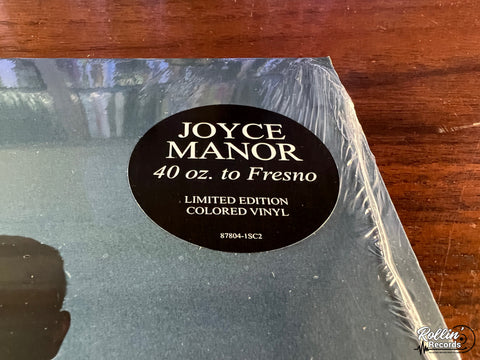 JOYCE
MANOR
40 oz. to Fresno
LIMITED EDITION
COLORED VINYL
87804-1SC2
Rollin'
Records